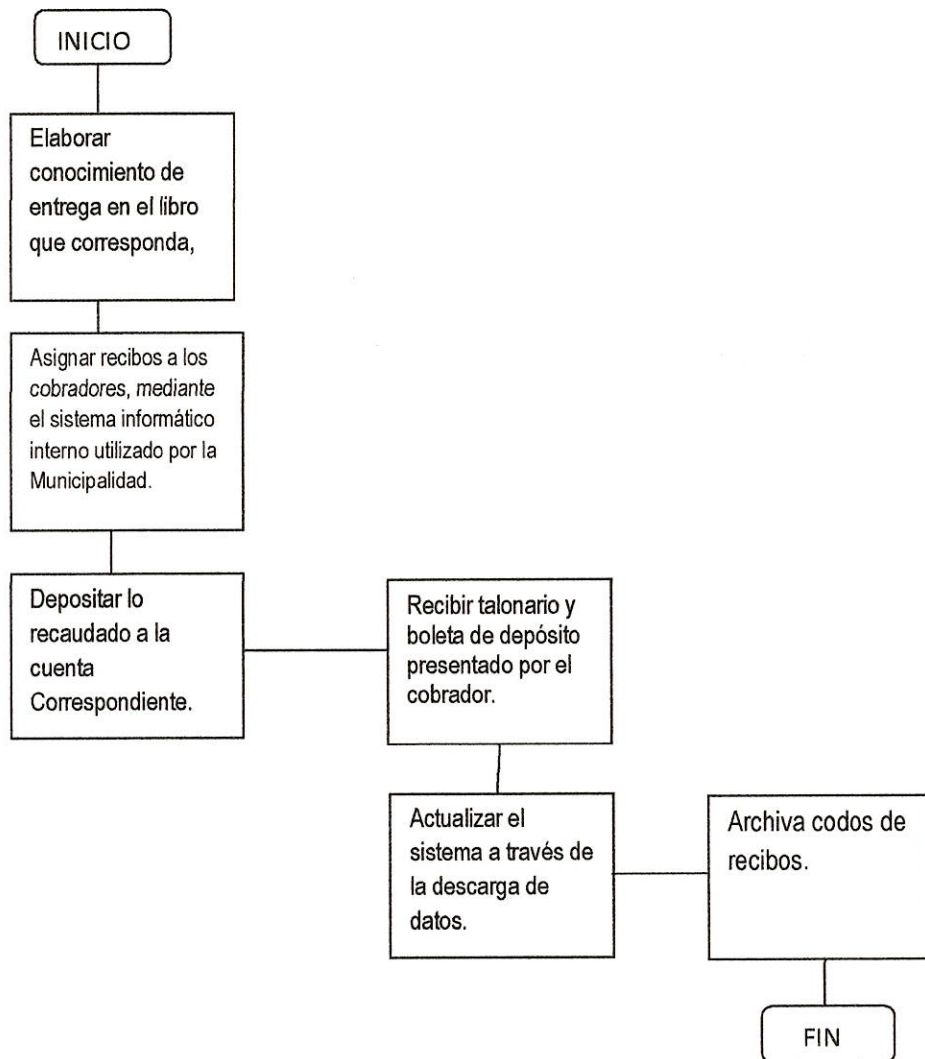 INICIO
Elaborar
conocimiento de
entrega en el libro
que corresponda,
Asignar recibos a los
cobradores, mediante
el sistema informático
interno utilizado por la
Municipalidad.
Depositar lo
recaudado a la
cuenta
Correspondiente.
Recibir talonario y
boleta de depósito
presentado por el
cobrador.
Actualizar el
sistema a través de
la descarga de
datos.
Archiva codos de
recibos.
FIN